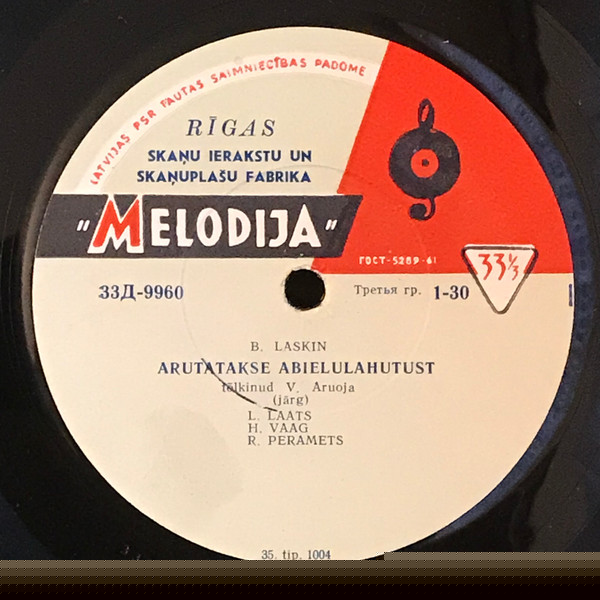 LATVIJAS PSR TAUTAS SAIMNIECĪBAS PADOME
RĪGAS
SKAŅU IERAKSTU UN
SKAŅUPLAŠU FABRIKA
"MELODIJA"
ГОСТ-5289-61
33⅓
33Д-9960
Третья гр. 1-30
B. LASKIN
ARUTATAKSE ABIELULAHUTUST
tõlkinud V. Aruoja
(järg)
L. LAATS
H. VAAG
R. PERAMETS
35. tip. 1004